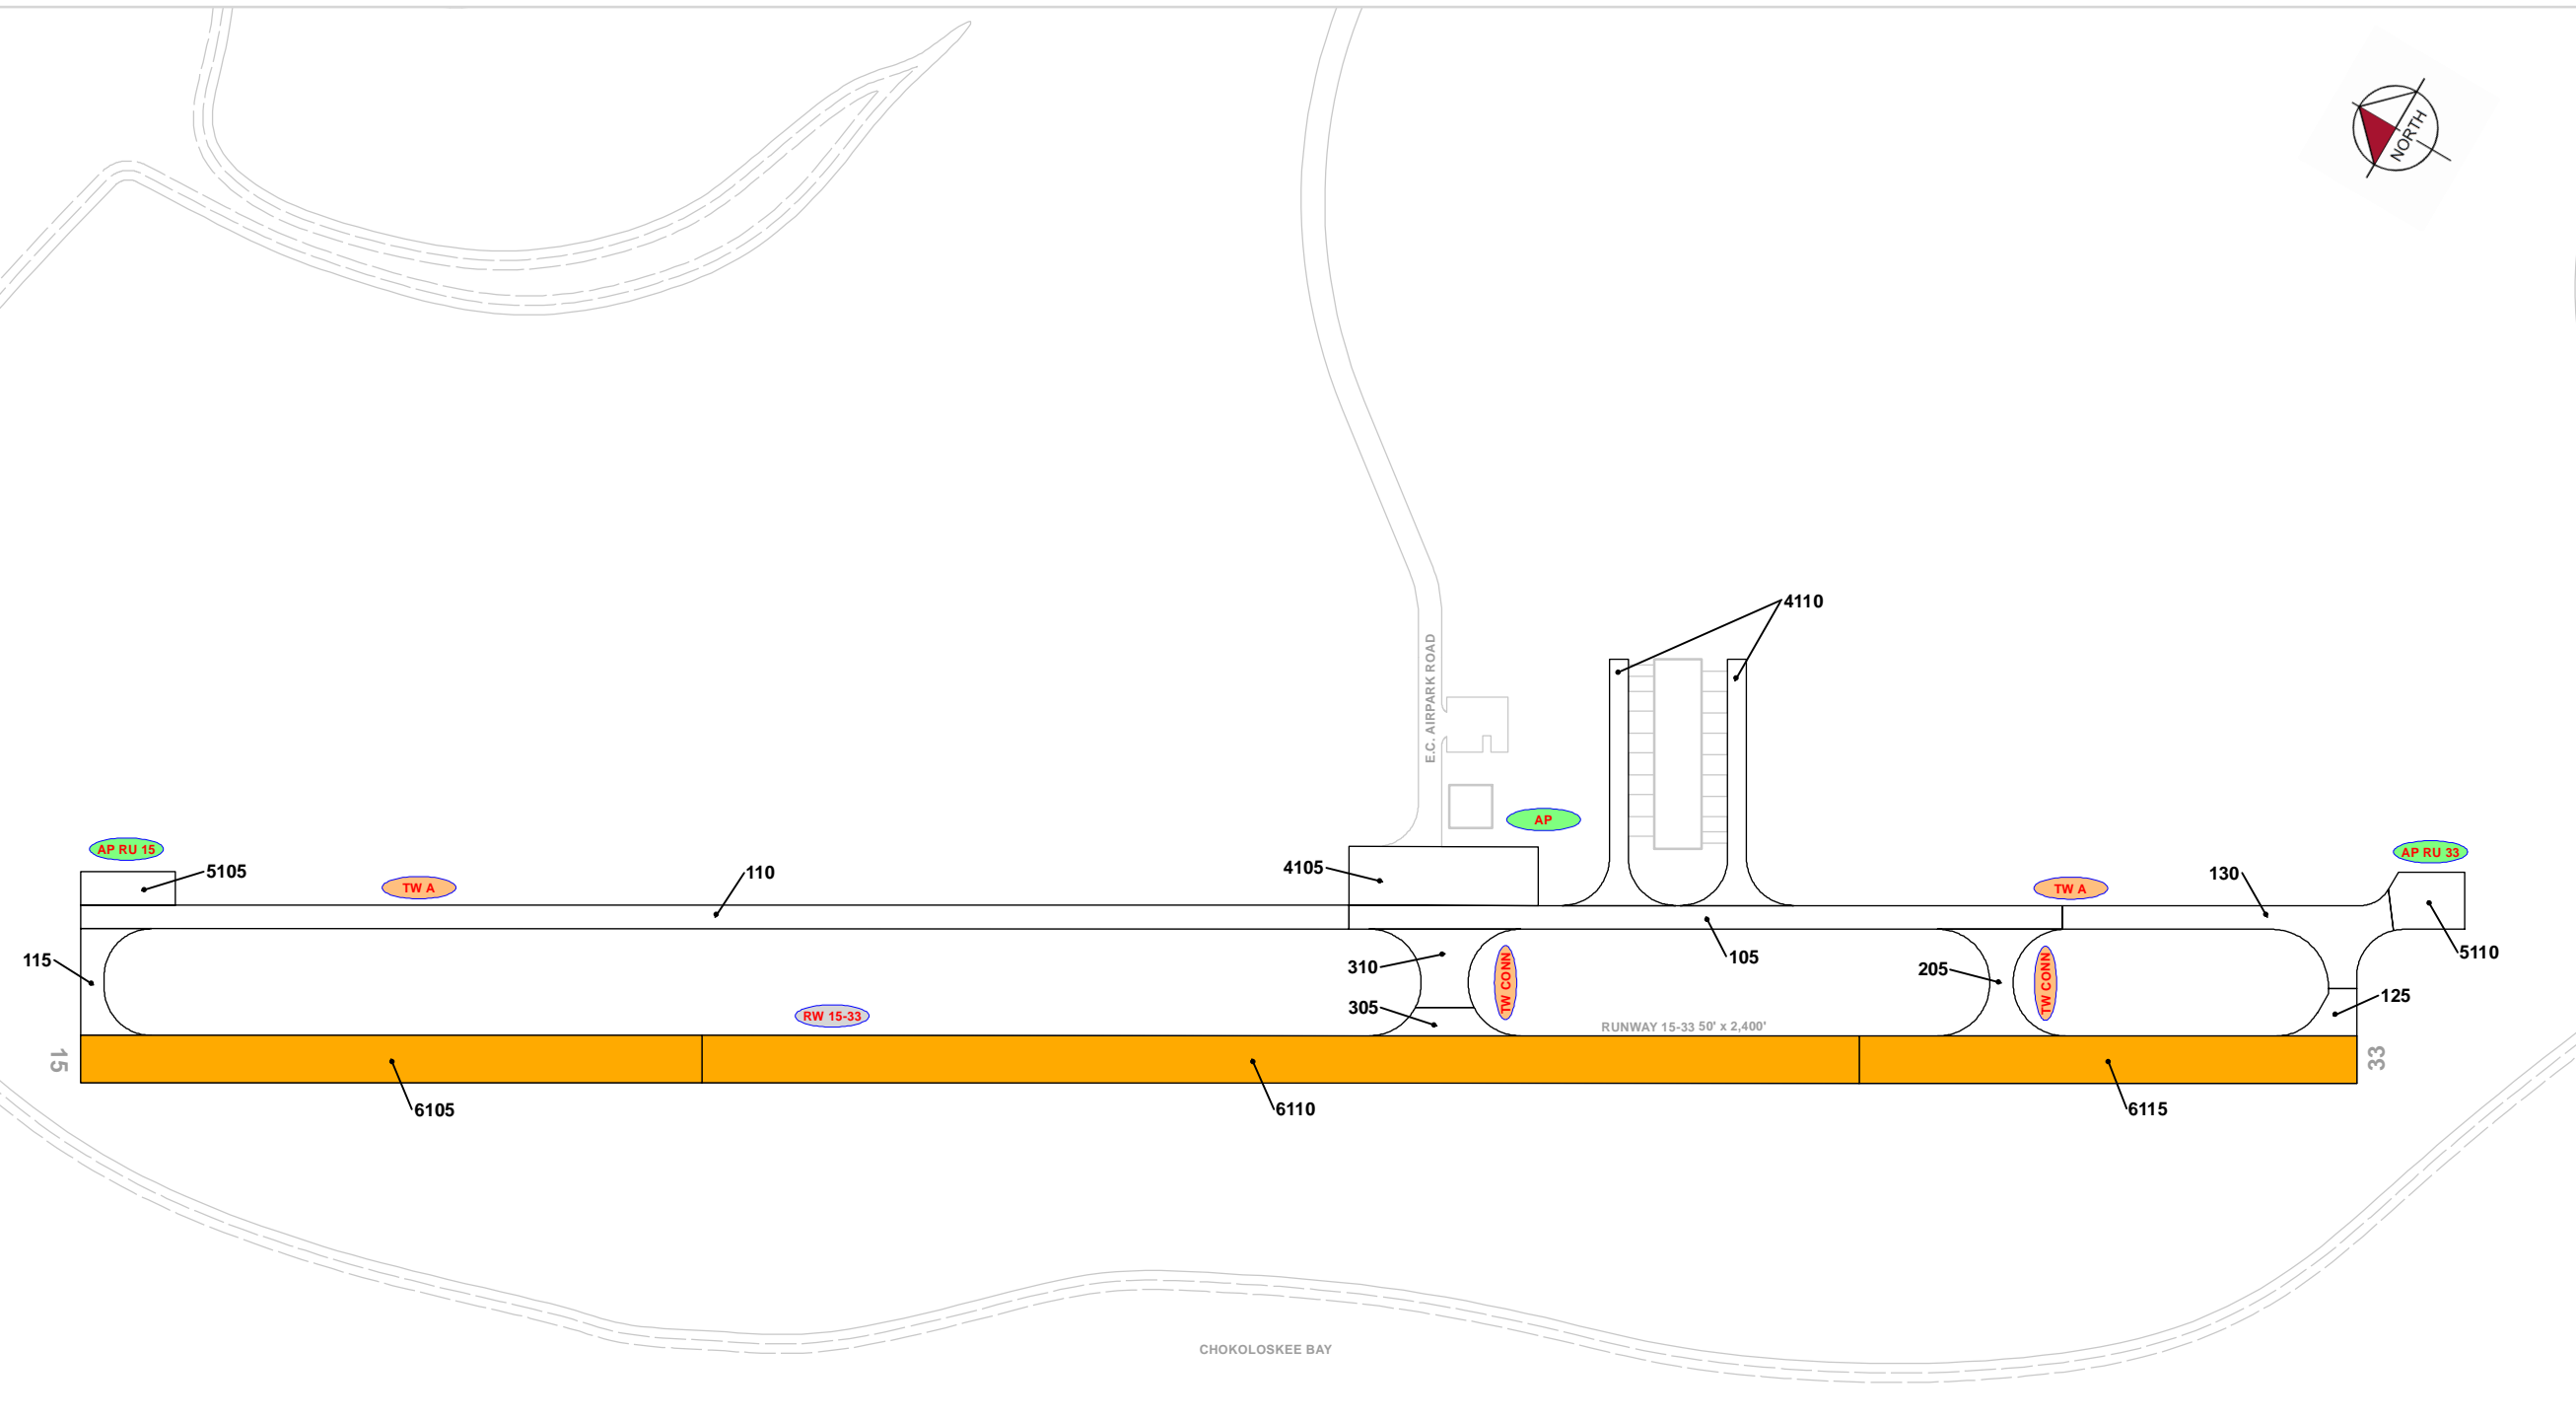 NORTH
4110
E.C. AIRPARK ROAD
AP
AP RU 15
AP RU 33
5105
110
4105
130
TW A
TW A
115
310
105
205
5110
TW CONN
TW CONN
305
125
RW 15-33
RUNWAY 15-33 50' x 2,400'
15
33
6105
6110
6115
CHOKOLOSKEE BAY